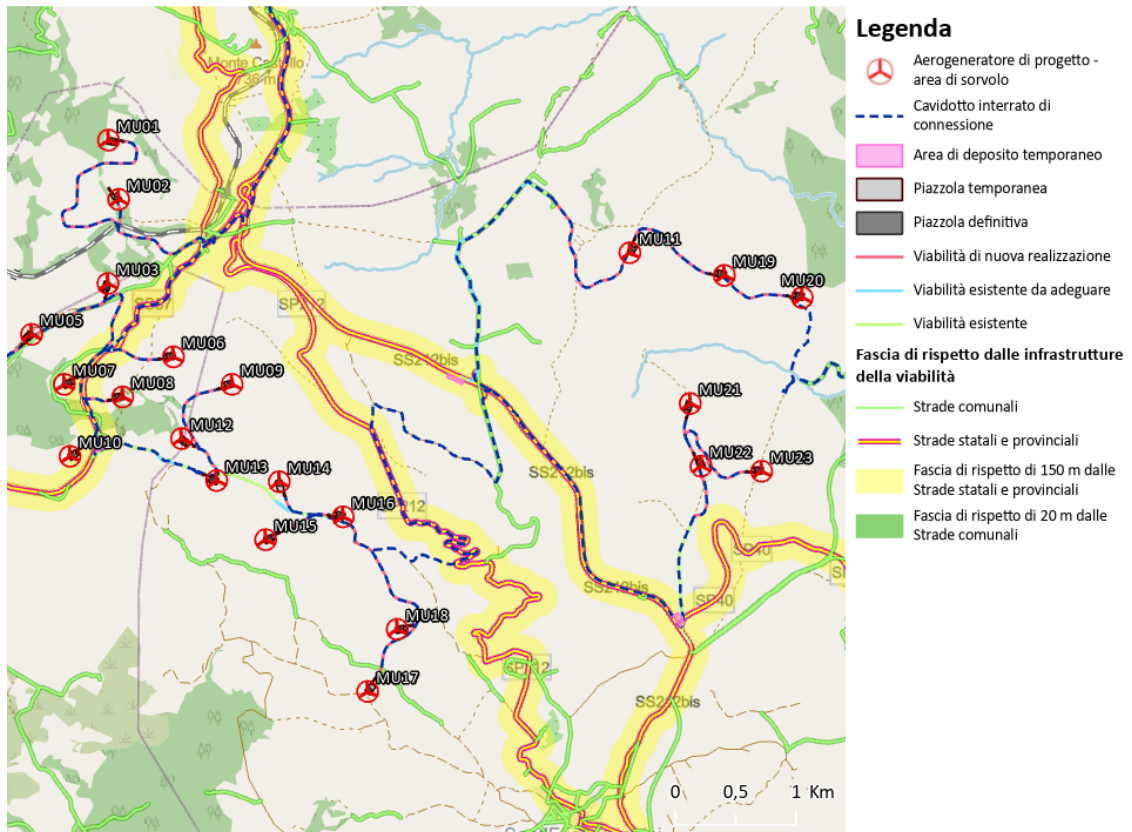 Monte Castello
736 m
MU01
MU02
MU03
MU05
MU06
MU07
MU08
MU09
MU10
MU11
MU12
MU13
MU14
MU15
MU16
MU17
MU18
MU19
MU20
MU21
MU22
MU23
SS212bis
SS212bis
SS212bis
SS212bis
SP40
SP40
0 0,5 1 Km
Legenda
Aerogeneratore di progetto -
area di sorvolo
Cavidotto interrato di
connessione
Area di deposito temporaneo
Piazzola temporanea
Piazzola definitiva
Viabilità di nuova realizzazione
Viabilità esistente da adeguare
Viabilità esistente
Fascia di rispetto dalle infrastrutture
della viabilità
Strade comunali
Strade statali e provinciali
Fascia di rispetto di 150 m dalle
Strade statali e provinciali
Fascia di rispetto di 20 m dalle
Strade comunali